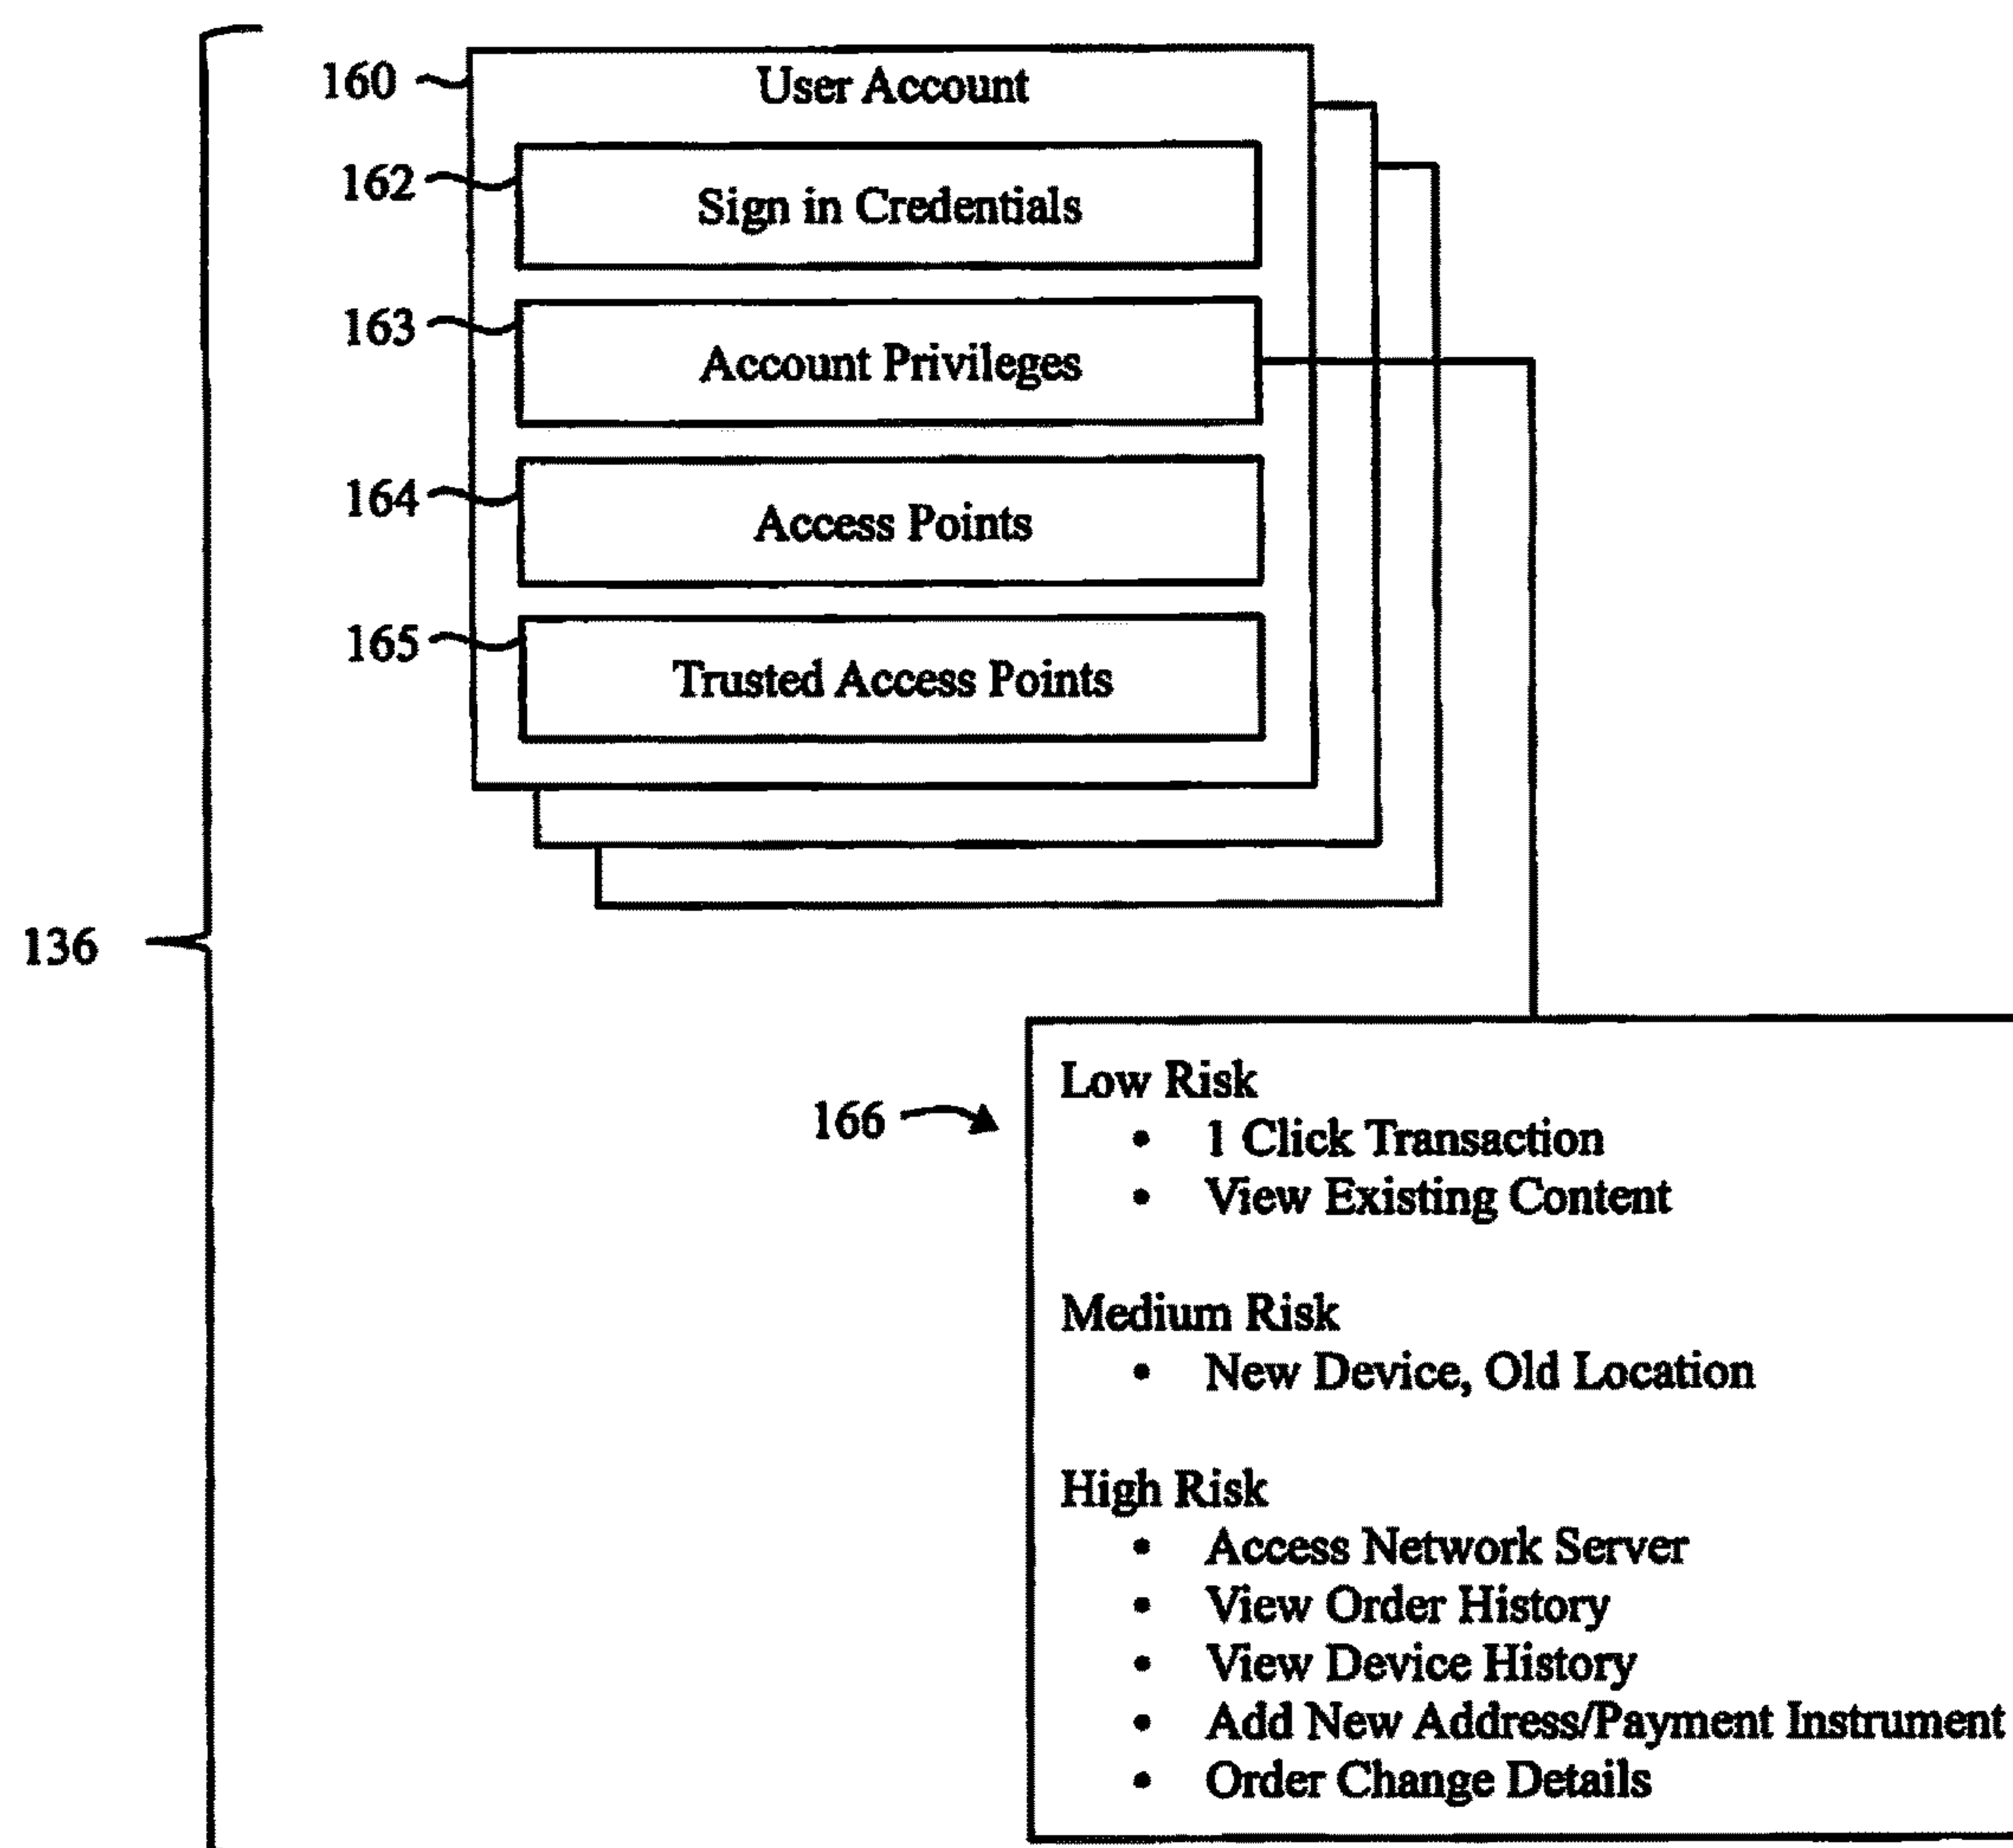 160
User Account
162
Sign in Credentials
163
Account Privileges
164
Access Points
165
Trusted Access Points
136
166
Low Risk
• 1 Click Transaction
• View Existing Content
Medium Risk
• New Device, Old Location
High Risk
• Access Network Server
• View Order History
• View Device History
• Add New Address/Payment Instrument
• Order Change Details